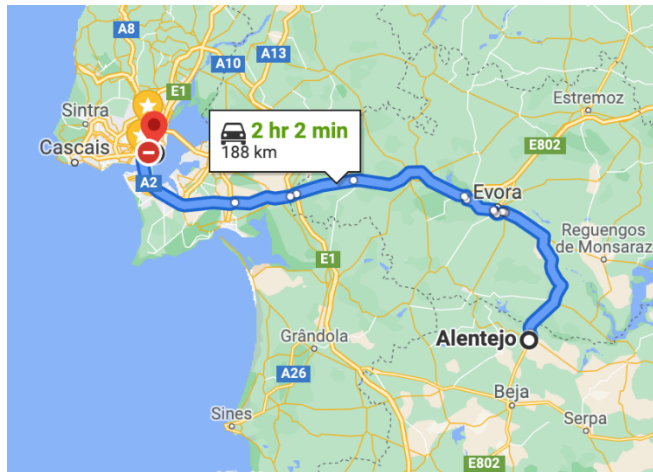 A8
A13
A10
E1
Sintra
Estremoz
2 hr 2 min
188 km
Cascais
E802
A2
Evora
Reguengos
de Monsaraz
E1
Grândola
Alentejo
A26
Beja
Sines
Serpa
E802